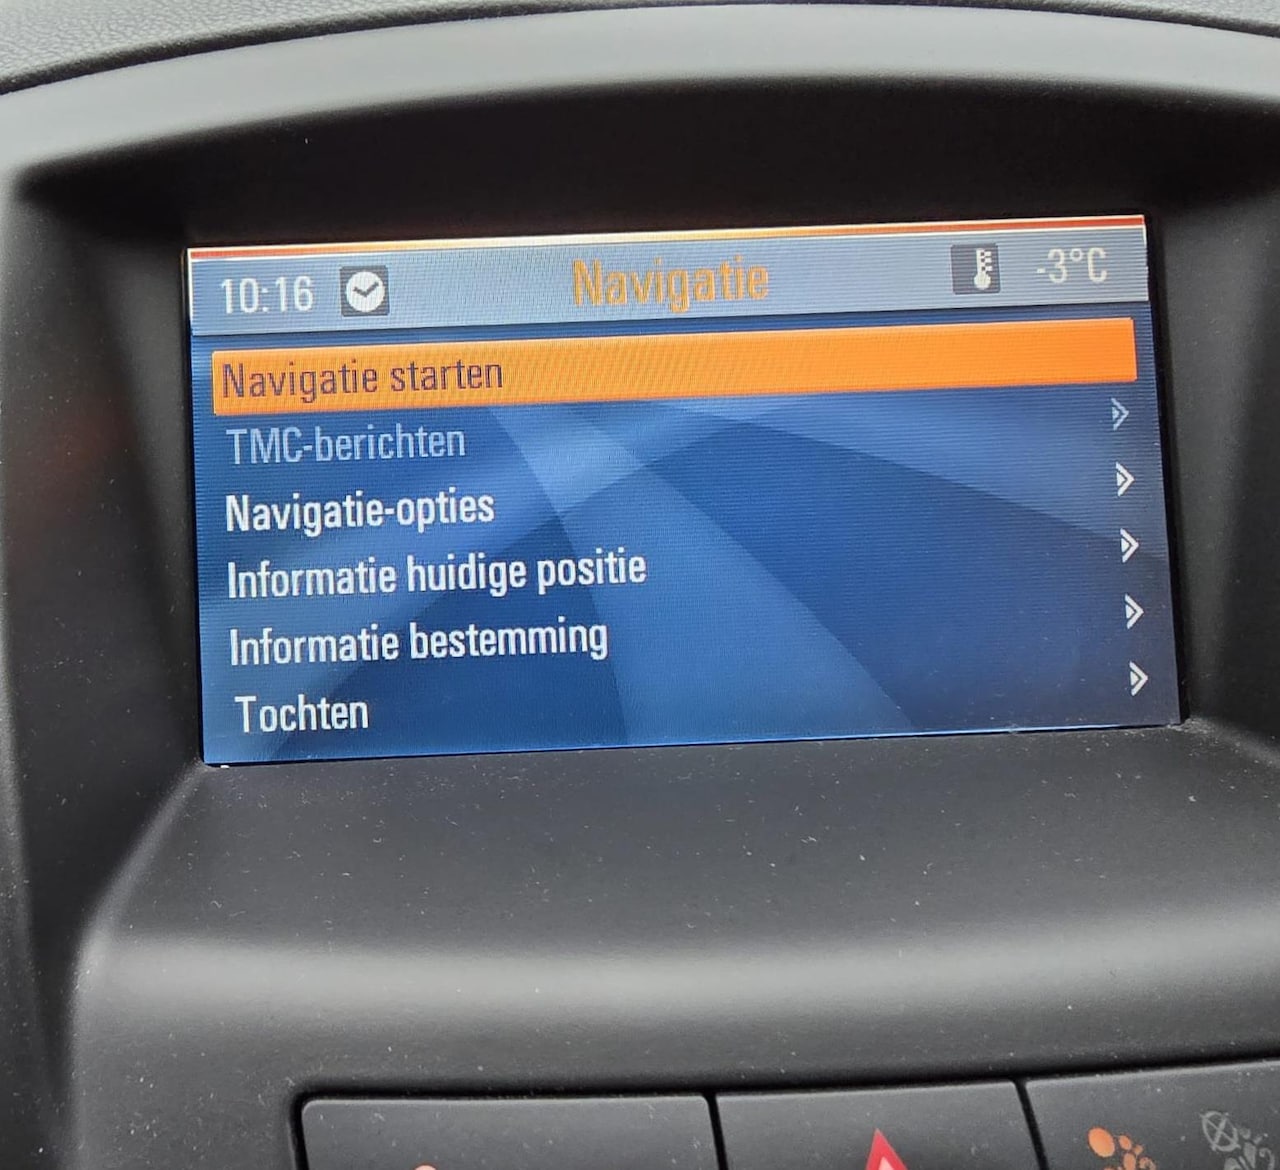 10:16 Navigatie -3°C
Navigatie starten
TMC-berichten
Navigatie-opties
Informatie huidige positie
Informatie bestemming
Tochten